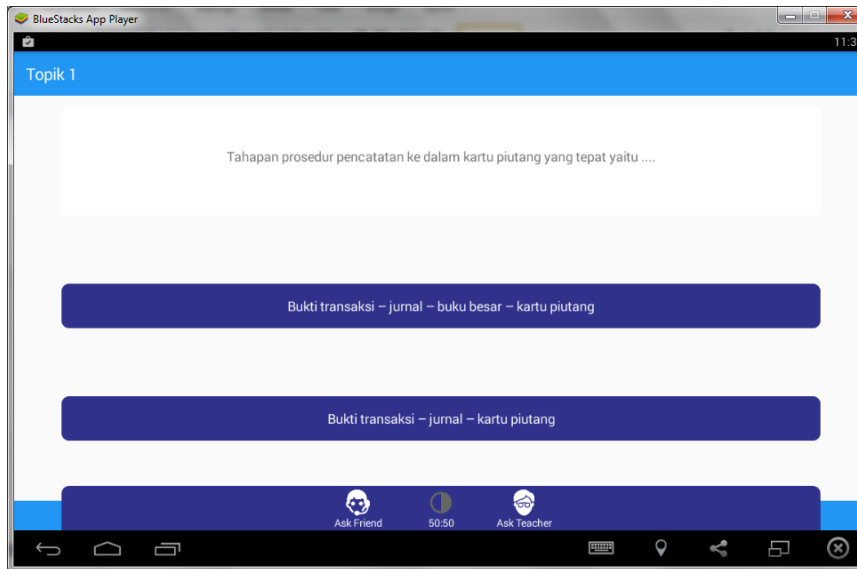 BlueStacks App Player
11:3
Topik 1
Tahapan prosedur pencatatan ke dalam kartu piutang yang tepat yaitu ....
Bukti transaksi – jurnal – buku besar – kartu piutang
Bukti transaksi – jurnal – kartu piutang
Ask Friend
50:50
Ask Teacher